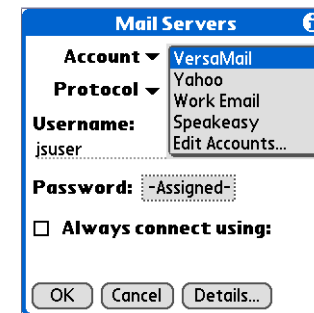 Mail Servers
Account
VersaMail
Yahoo
Protocol
Work Email
Username:
Speakeasy
jsuser
Edit Accounts...
Password: -Assigned-
Always connect using:
OK Cancel Details...